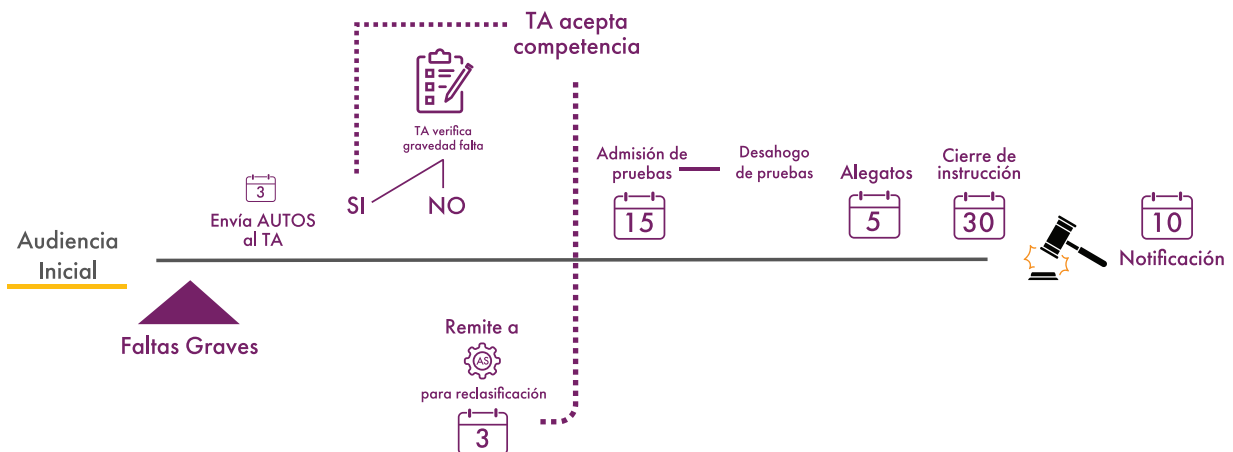 Audiencia
Inicial
Faltas Graves
3
Envía AUTOS
al TA
SI
NO
TA verifica
gravedad falta
TA acepta
competencia
Remite a
AS
para reclasificación
3
Admisión de
pruebas
15
Desahogo
de pruebas
Alegatos
5
Cierre de
instrucción
30
10
Notificación